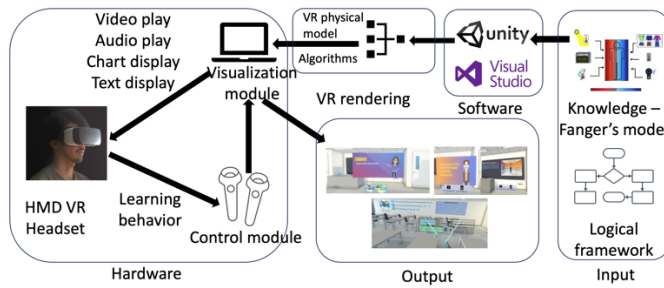 Video play
Audio play
Chart display
Text display
Visualization
module
HMD VR
Headset
Learning
behavior
Control module
Hardware
VR physical
model
Algorithms
VR rendering
unity
Visual
Studio
Software
Output
Knowledge –
Fanger's model
Logical
framework
Input